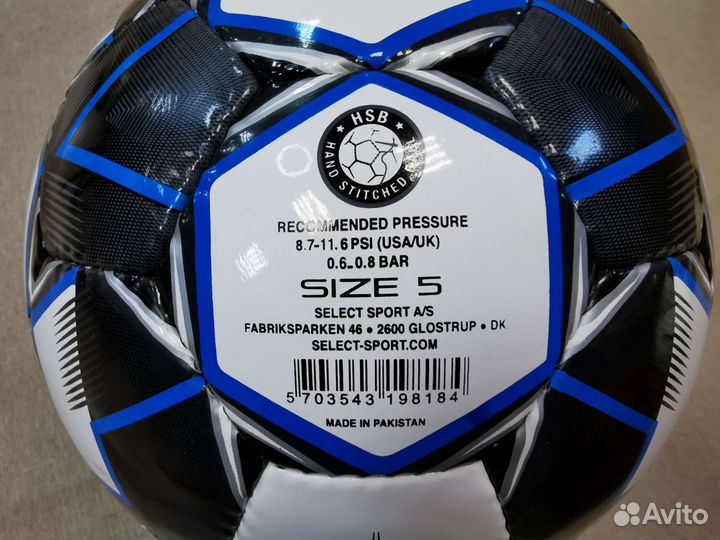 HSB
HAND STITCHED
RECOMMENDED PRESSURE
8.7-11.6 PSI (USA/UK)
0.6-0.8 BAR
SIZE 5
SELECT SPORT A/S
FABRIKSPARKEN 46 • 2600 GLOSTRUP • DK
SELECT-SPORT.COM
5 703543 198184
MADE IN PAKISTAN
Avito